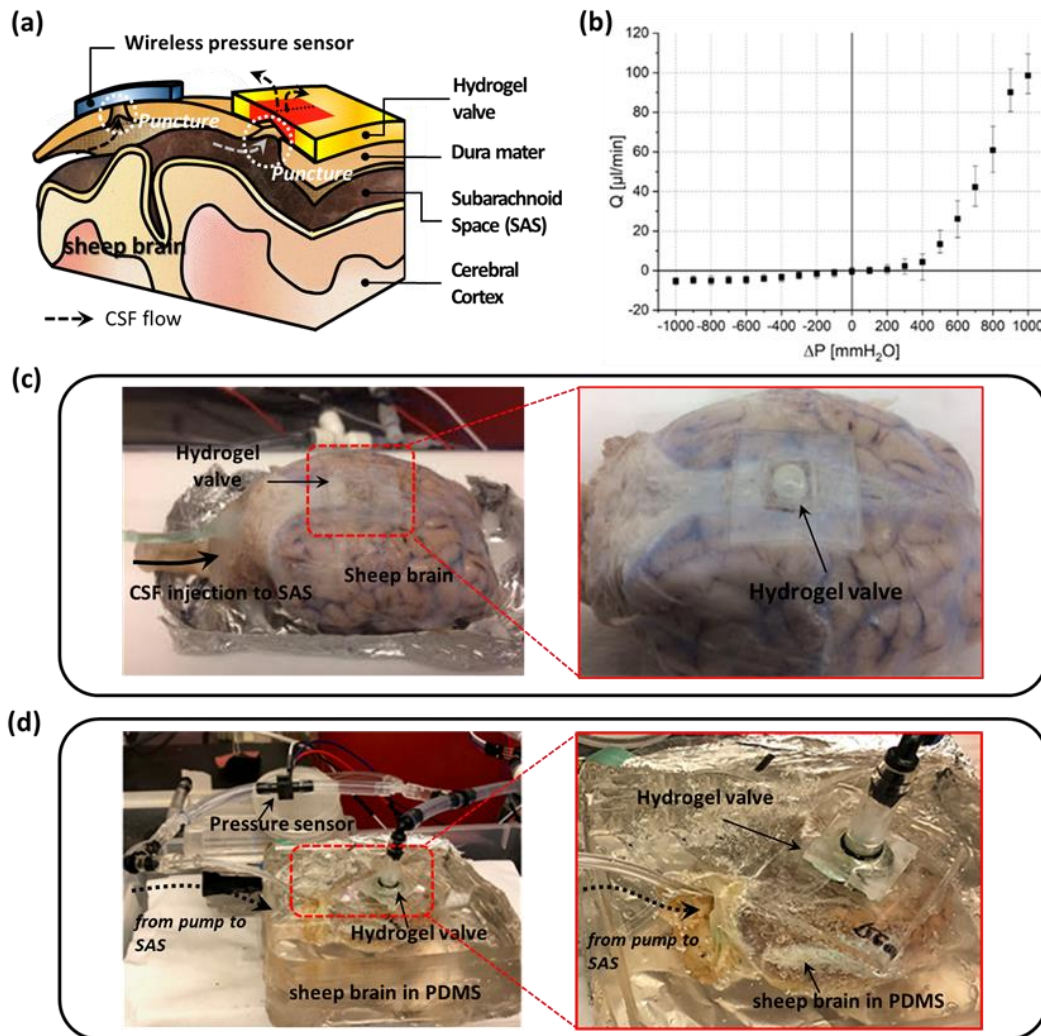 (a)
Wireless pressure sensor
Puncture
Puncture
Hydrogel
valve
Dura mater
Subarachnoid
Space (SAS)
Cerebral
Cortex
sheep brain
CSF flow
(b)
Q [µl/min]
120
100
80
60
40
20
0
-20
-1000 -800 -600 -400 -200 0 200 400 600 800 1000
ΔP [mmH₂O]
(c)
Hydrogel
valve
Sheep brain
CSF injection to SAS
Hydrogel valve
(d)
Pressure sensor
from pump to
SAS
Hydrogel valve
sheep brain in PDMS
Hydrogel valve
from pump to
SAS
sheep brain in PDMS